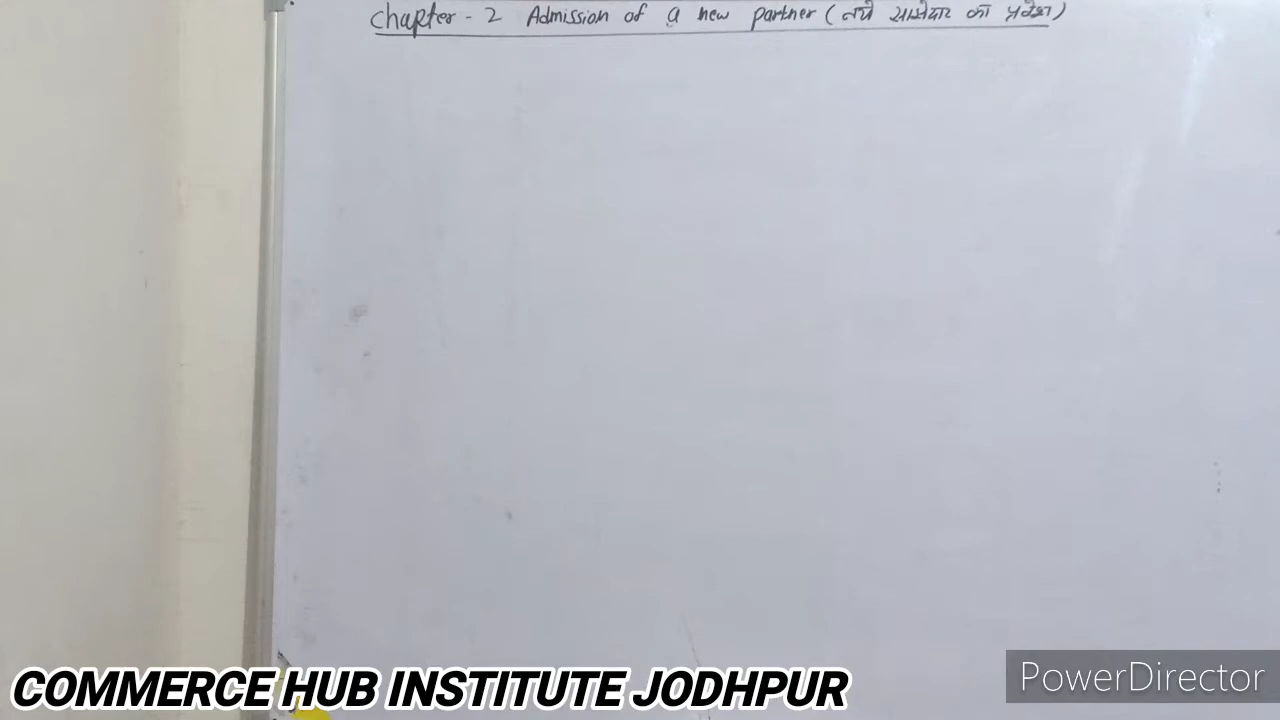 Chapter - 2 Admission of a new partner ( नये साझेदार का प्रवेश )
COMMERCE HUB INSTITUTE JODHPUR
PowerDirector